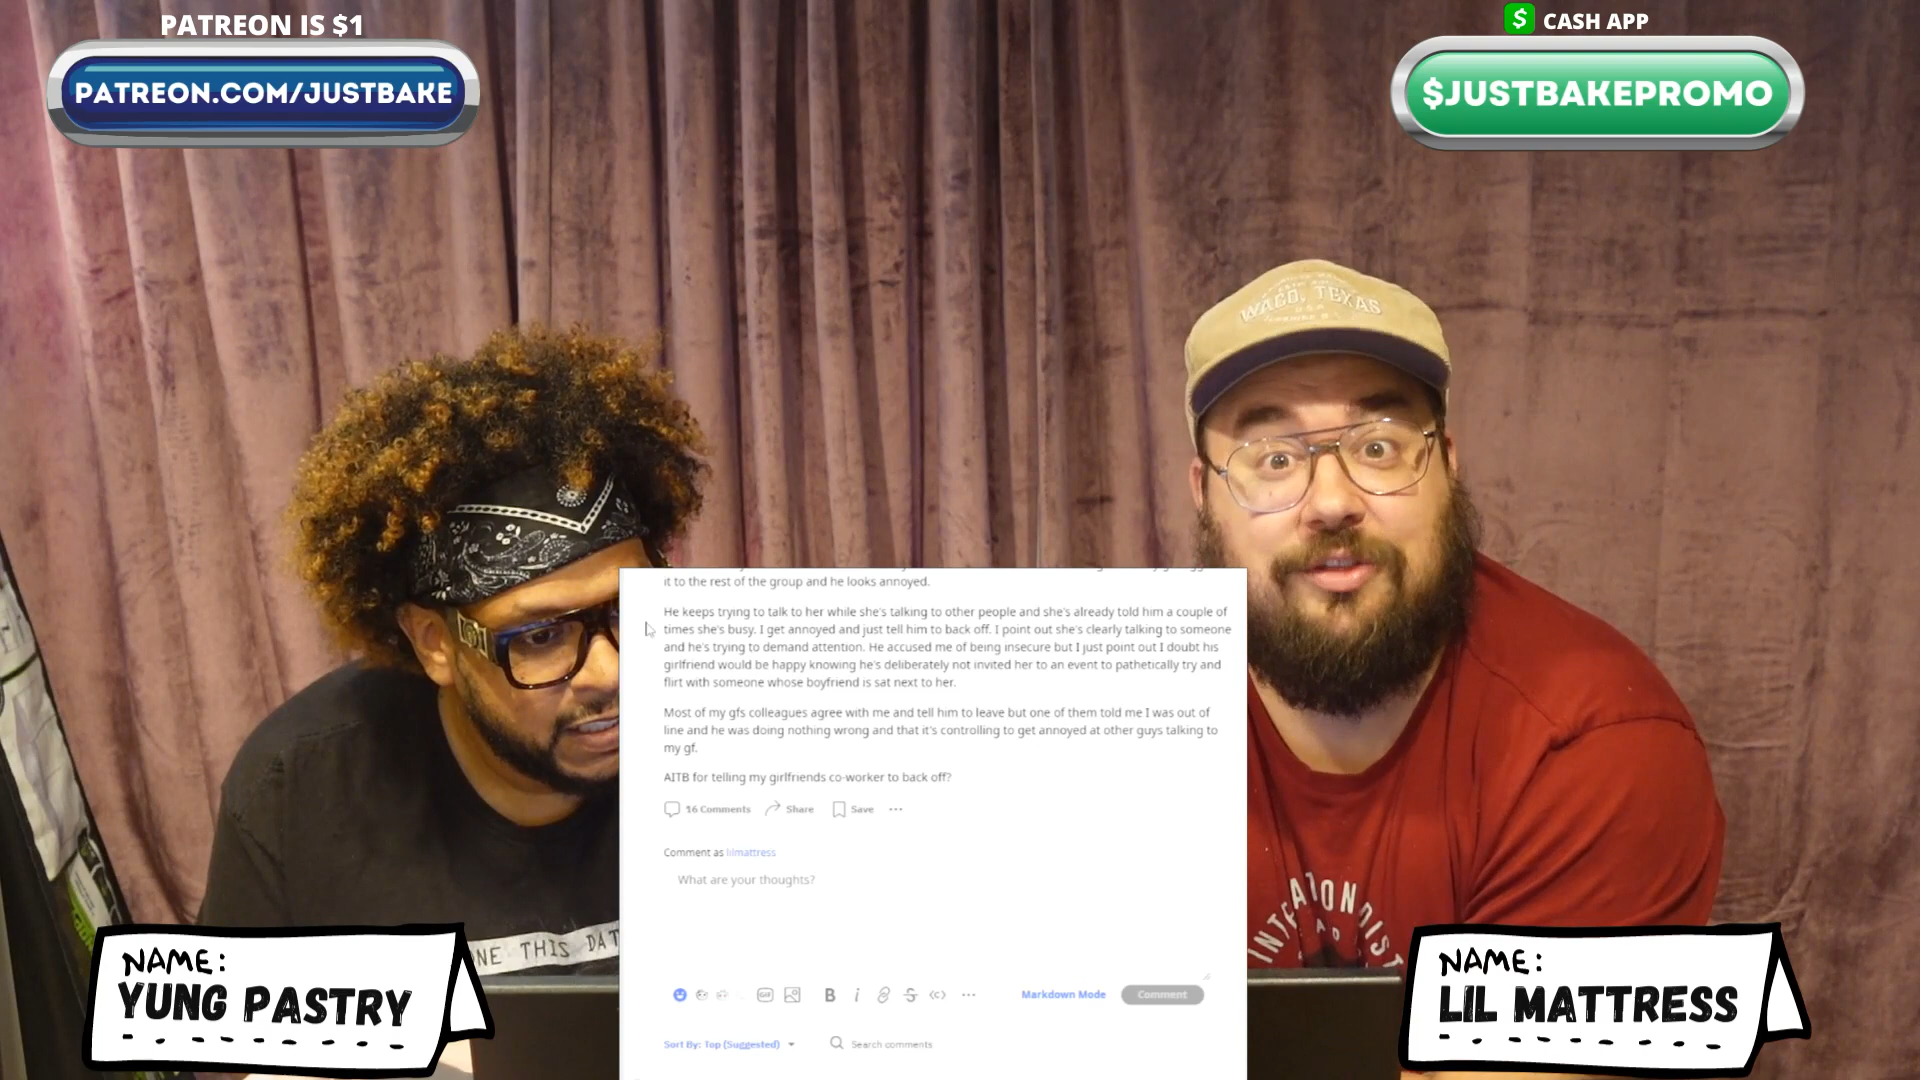 PATREON IS $1
PATREON.COM/JUSTBAKE
$ CASH APP
$JUSTBAKEPROMO
WACO, TEXAS
it to the rest of the group and he looks annoyed.
He keeps trying to talk to her while she's talking to other people and she's already told him a couple of
times she's busy. I get annoyed and just tell him to back off. I point out she's clearly talking to someone
and he's trying to demand attention. He accused me of being insecure but I just point out I doubt his
girlfriend would be happy knowing he's deliberately not invited her to an event to pathetically try and
flirt with someone whose boyfriend is sat next to her.
Most of my gfs colleagues agree with me and tell him to leave but one of them told me I was out of
line and he was doing nothing wrong and that it's controlling to get annoyed at other guys talking to
my gf.
AITB for telling my girlfriends co-worker to back off?
16 Comments Share Save
Comment as lilmattress
What are your thoughts?
GIF B i S Markdown Mode Comment
Sort By: Top (Suggested) Search comments
NE THIS DAT
NAME:
YUNG PASTRY
NAME:
LIL MATTRESS